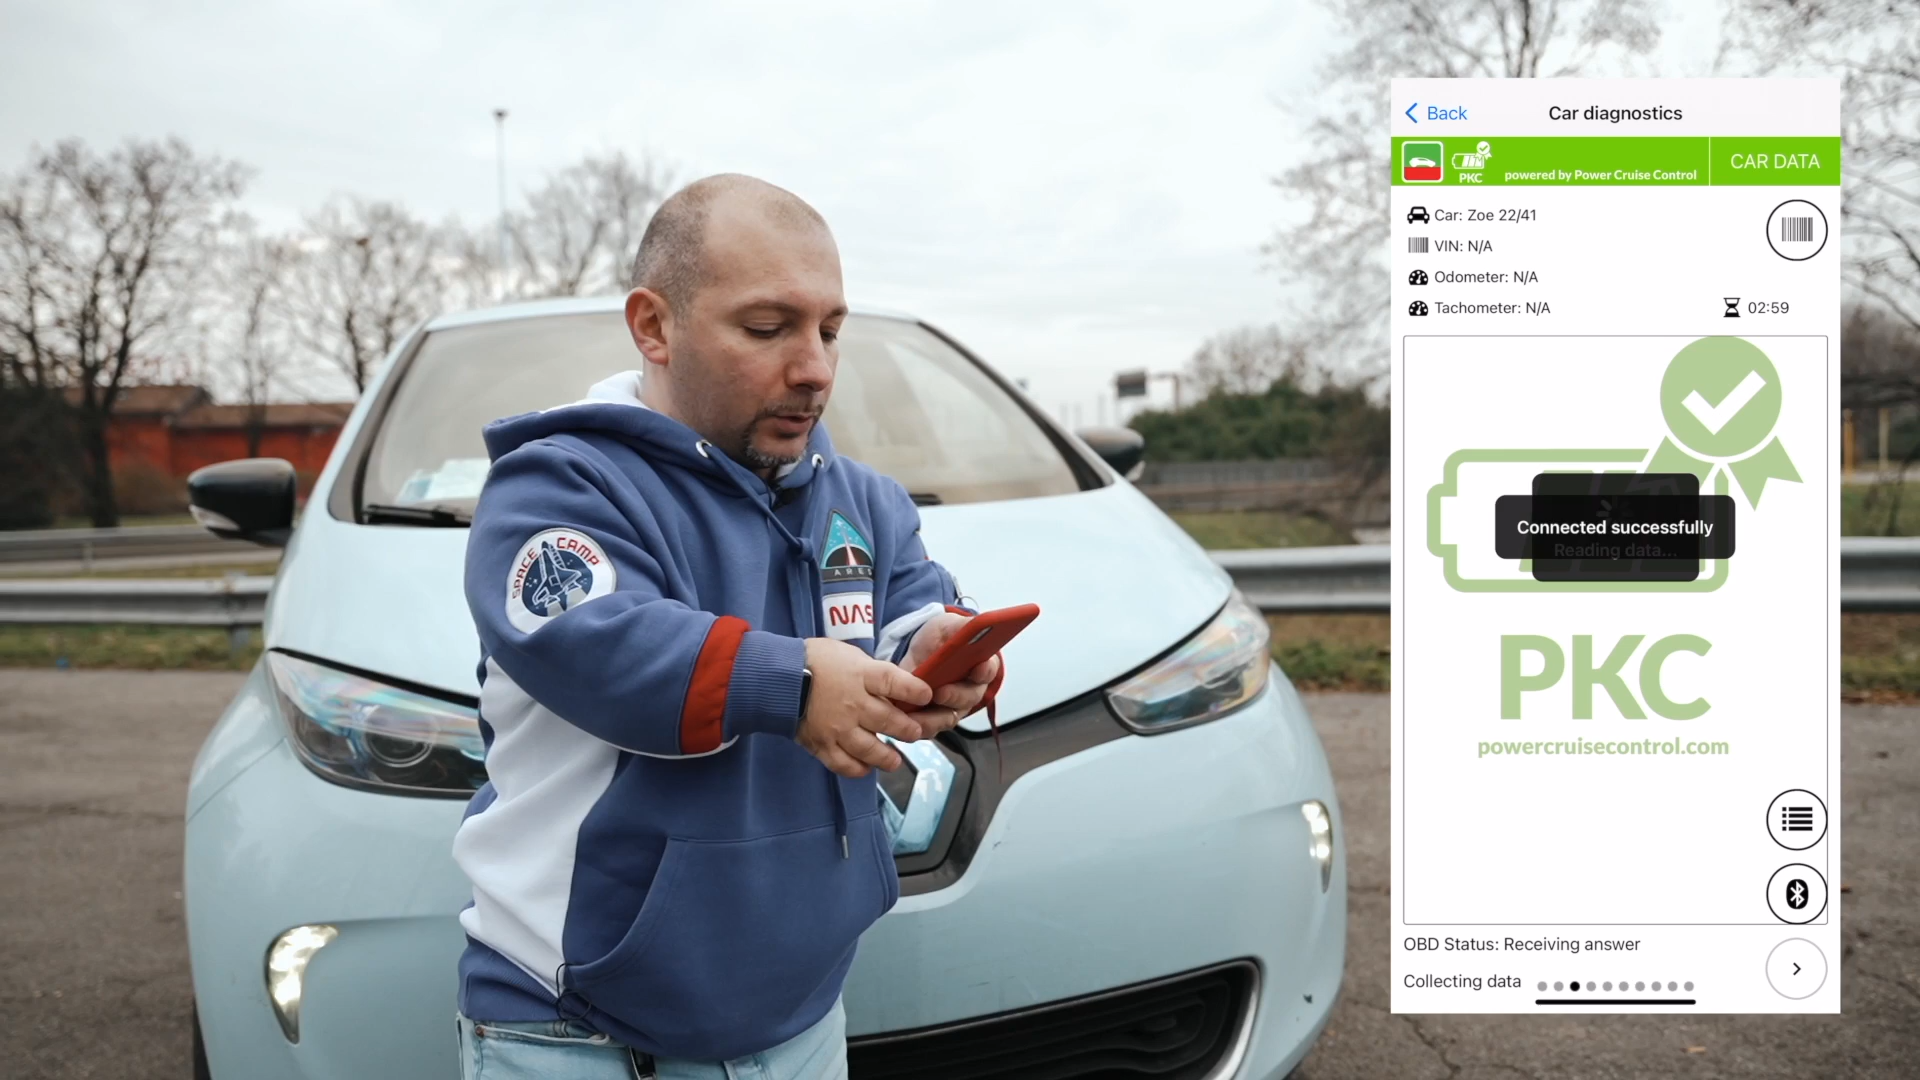 SPACE CAMP
ARES
NAS
Back
Car diagnostics
PKC
powered by Power Cruise Control
CAR DATA
Car: Zoe 22/41
VIN: N/A
Odometer: N/A
Tachometer: N/A
02:59
Connected successfully
Reading data...
PKC
powercruisecontrol.com
OBD Status: Receiving answer
Collecting data